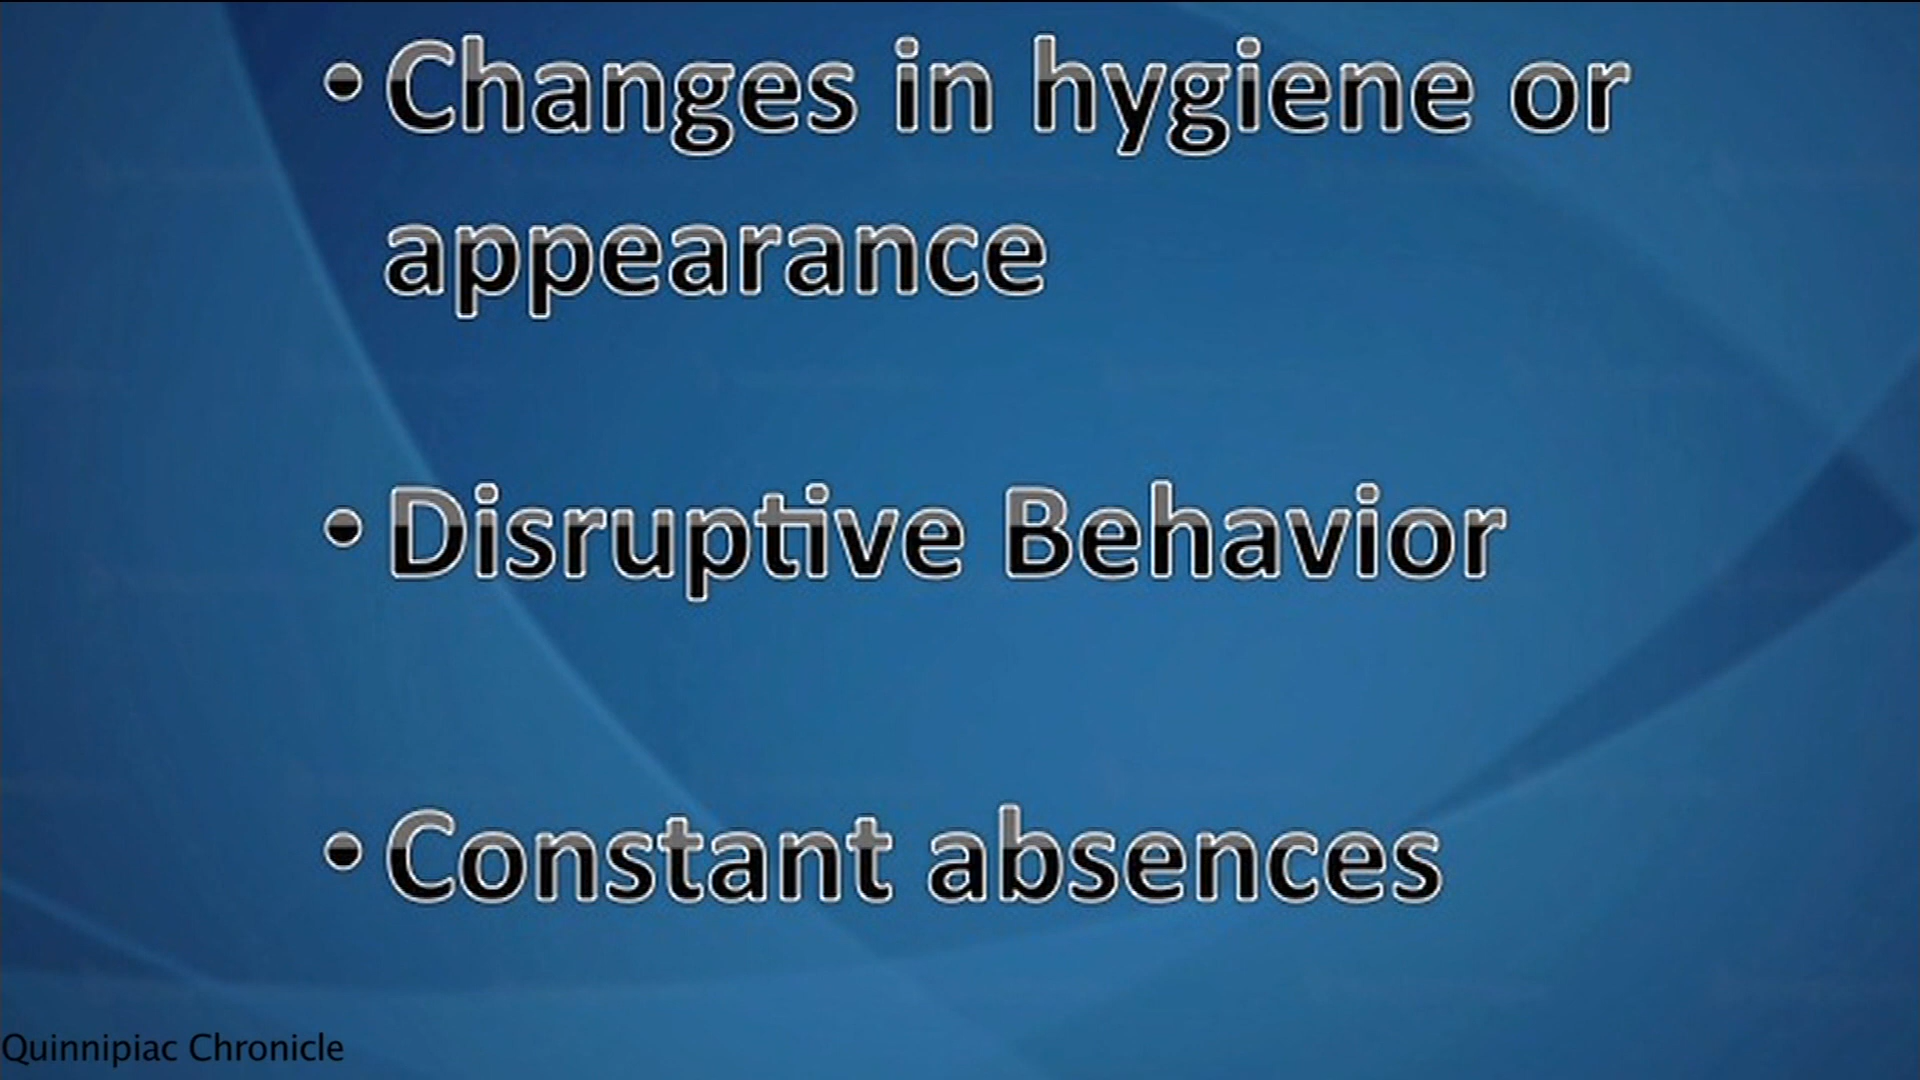 • Changes in hygiene or
appearance
• Disruptive Behavior
• Constant absences
Quinnipiac Chronicle